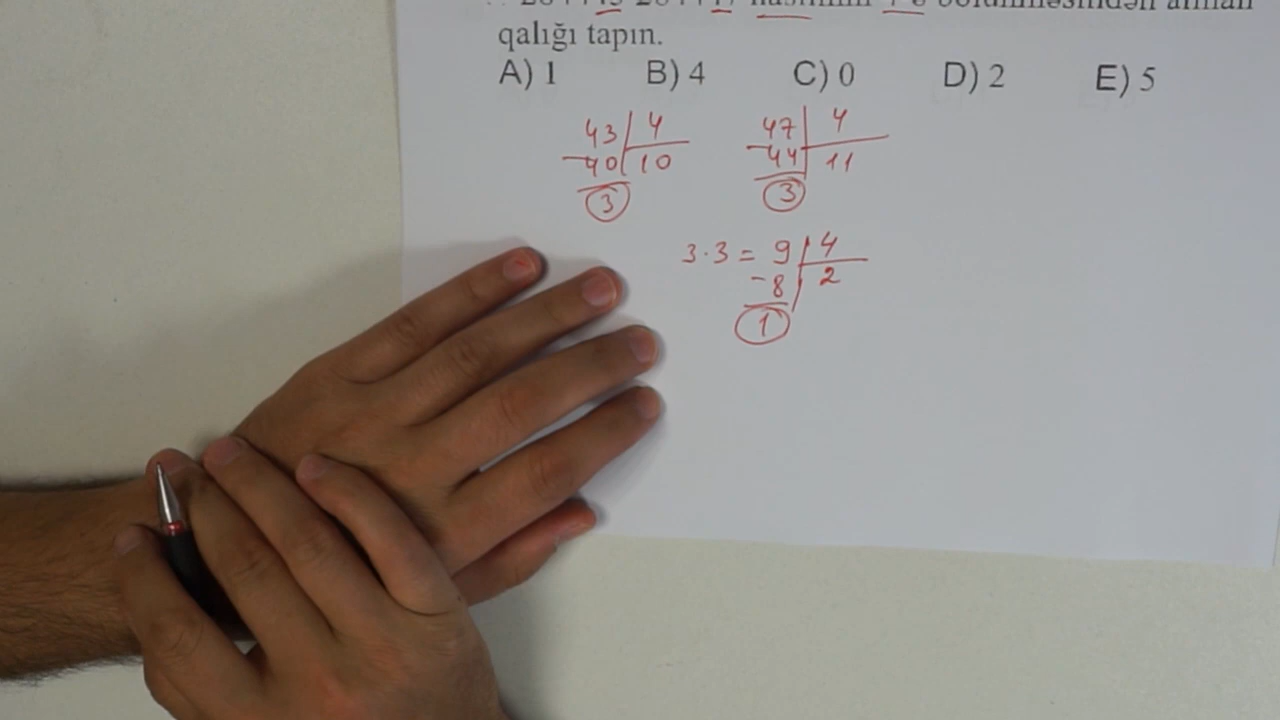 qalığı tapın.
A) 1 B) 4 C) 0 D) 2 E) 5
43 4 47 4
-40 10 -44 11
3 3
3·3 = 9 4
-8 2
1